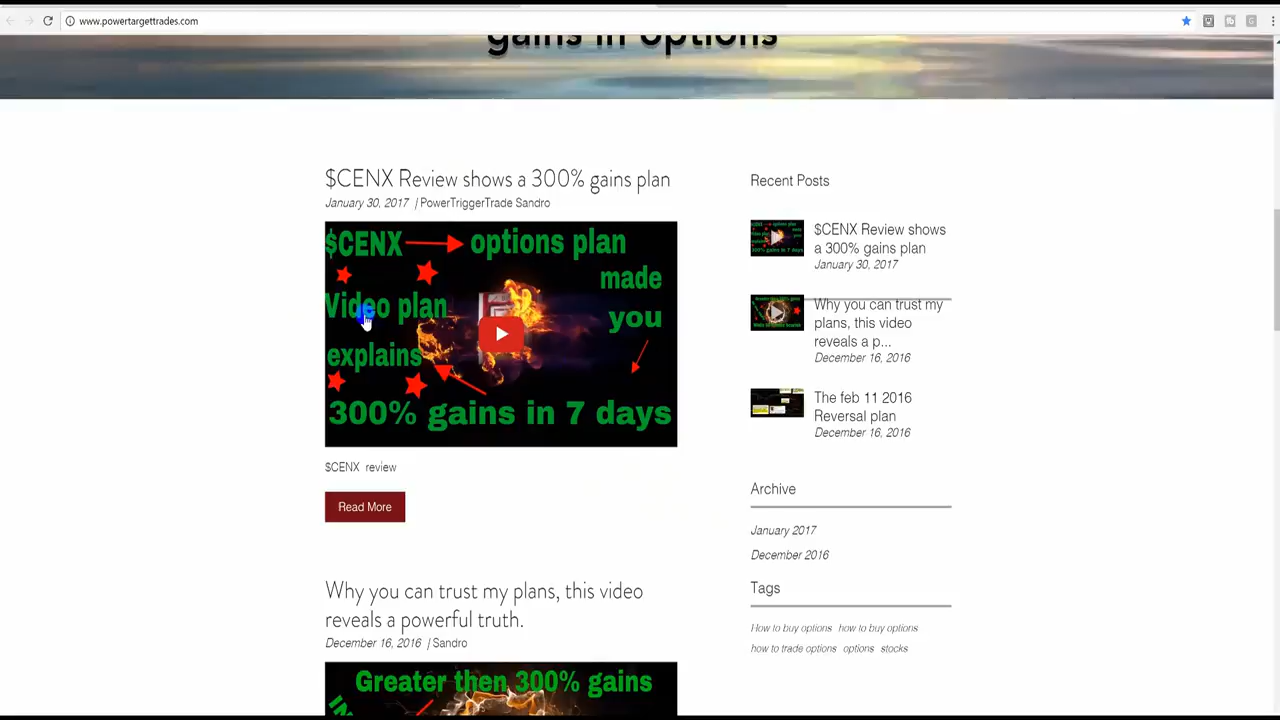 www.powertargettrades.com
gains in options
$CENX Review shows a 300% gains plan
January 30, 2017 | PowerTriggerTrade Sandro
$CENX options plan
made
Video plan you
explains
300% gains in 7 days
$CENX review
Read More
Why you can trust my plans, this video
reveals a powerful truth.
December 16, 2016 | Sandro
Greater then 300% gains
Recent Posts
$CENX Review shows
a 300% gains plan
January 30, 2017
Why you can trust my
plans, this video
reveals a p...
December 16, 2016
The feb 11 2016
Reversal plan
December 16, 2016
Archive
January 2017
December 2016
Tags
How to buy options how to buy options
how to trade options options stocks